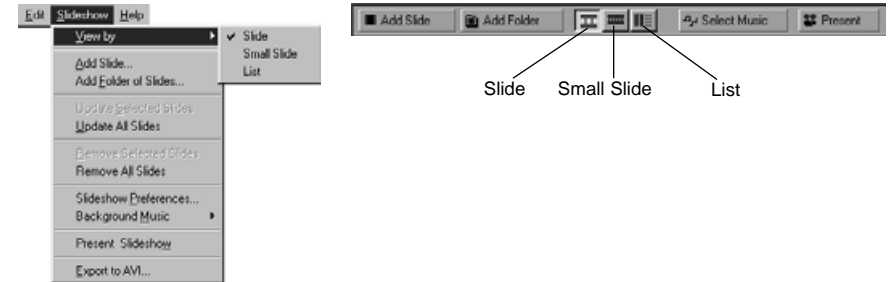 Edit Slideshow Help
View by
Slide
Small Slide
List
Add Slide...
Add Folder of Slides...
Update Selected Slides
Update All Slides
Remove Selected Slides
Remove All Slides
Slideshow Preferences...
Background Music
Present Slideshow
Export to AVI...
Add Slide Add Folder Select Music Present
Slide Small Slide List